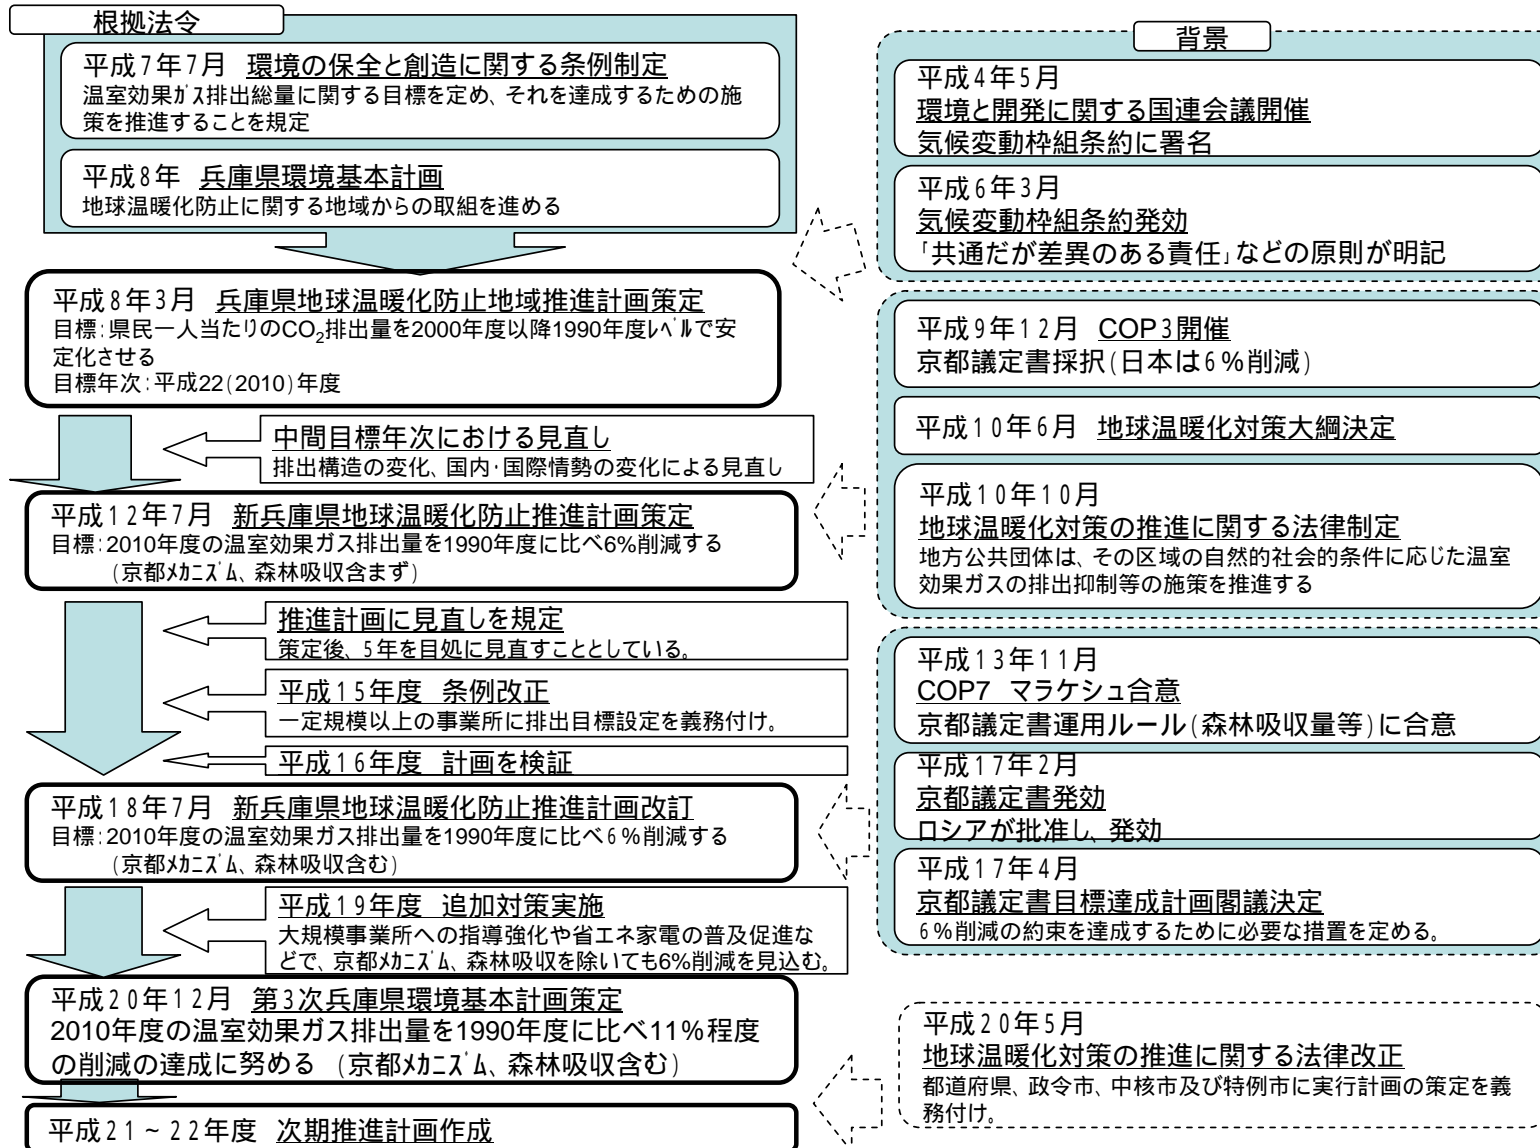 根拠法令
平成7年7月 環境の保全と創造に関する条例制定
温室効果ｶﾞｽ排出総量に関する目標を定め、それを達成するための施
策を推進することを規定
平成8年 兵庫県環境基本計画
地球温暖化防止に関する地域からの取組を進める
平成8年3月 兵庫県地球温暖化防止地域推進計画策定
目標:県民一人当たりのCO₂排出量を2000年度以降1990年度ﾚﾍﾞﾙで安
定化させる
目標年次:平成22(2010)年度
中間目標年次における見直し
排出構造の変化、国内・国際情勢の変化による見直し
平成12年7月 新兵庫県地球温暖化防止推進計画策定
目標:2010年度の温室効果ガス排出量を1990年度に比べ6%削減する
(京都ﾒｶﾆｽﾞﾑ、森林吸収含まず)
推進計画に見直しを規定
策定後、5年を目処に見直すこととしている。
平成15年度 条例改正
一定規模以上の事業所に排出目標設定を義務付け。
平成16年度 計画を検証
平成18年7月 新兵庫県地球温暖化防止推進計画改訂
目標:2010年度の温室効果ガス排出量を1990年度に比べ6%削減する
(京都ﾒｶﾆｽﾞﾑ、森林吸収含む)
平成19年度 追加対策実施
大規模事業所への指導強化や省エネ家電の普及促進な
どで、京都ﾒｶﾆｽﾞﾑ、森林吸収を除いても6%削減を見込む。
平成20年12月 第3次兵庫県環境基本計画策定
2010年度の温室効果ガス排出量を1990年度に比べ11%程度
の削減の達成に努める (京都ﾒｶﾆｽﾞﾑ、森林吸収含む)
平成21~22年度 次期推進計画作成
背景
平成4年5月
環境と開発に関する国連会議開催
気候変動枠組条約に署名
平成6年3月
気候変動枠組条約発効
「共通だが差異のある責任」などの原則が明記
平成9年12月 COP3開催
京都議定書採択(日本は6%削減)
平成10年6月 地球温暖化対策大綱決定
平成10年10月
地球温暖化対策の推進に関する法律制定
地方公共団体は、その区域の自然的社会的条件に応じた温室
効果ガスの排出抑制等の施策を推進する
平成13年11月
COP7 マラケシュ合意
京都議定書運用ルール(森林吸収量等)に合意
平成17年2月
京都議定書発効
ロシアが批准し、発効
平成17年4月
京都議定書目標達成計画閣議決定
6%削減の約束を達成するために必要な措置を定める。
平成20年5月
地球温暖化対策の推進に関する法律改正
都道府県、政令市、中核市及び特例市に実行計画の策定を義
務付け。